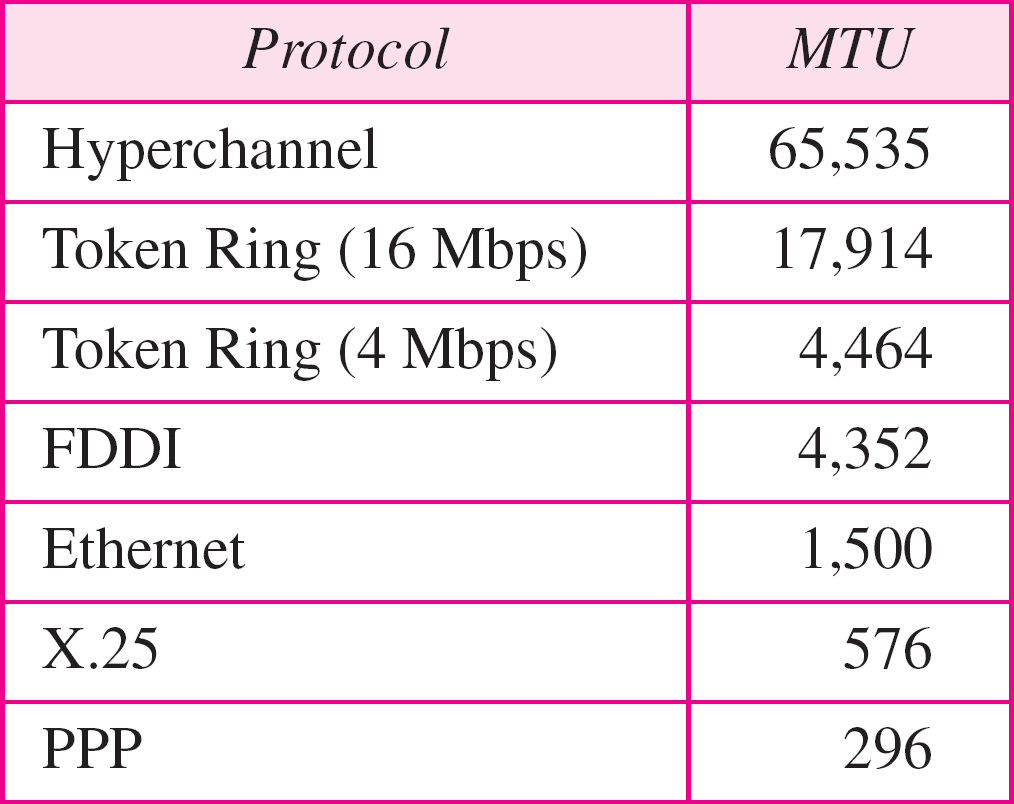 Protocol MTU
Hyperchannel 65,535
Token Ring (16 Mbps) 17,914
Token Ring (4 Mbps) 4,464
FDDI 4,352
Ethernet 1,500
X.25 576
PPP 296